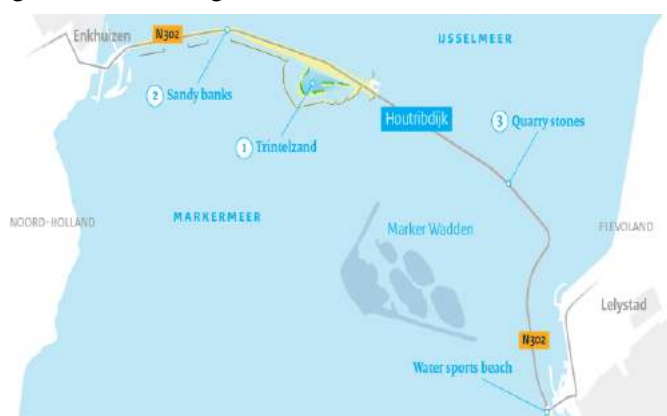 Enkhuizen
N302
IJSSELMEER
2 Sandy banks
Houtribdijk
3 Quarry stones
1 Trintelzand
NOORD-HOLLAND
MARKERMEER
Marker Wadden
FLEVOLAND
Lelystad
N302
Water sports beach